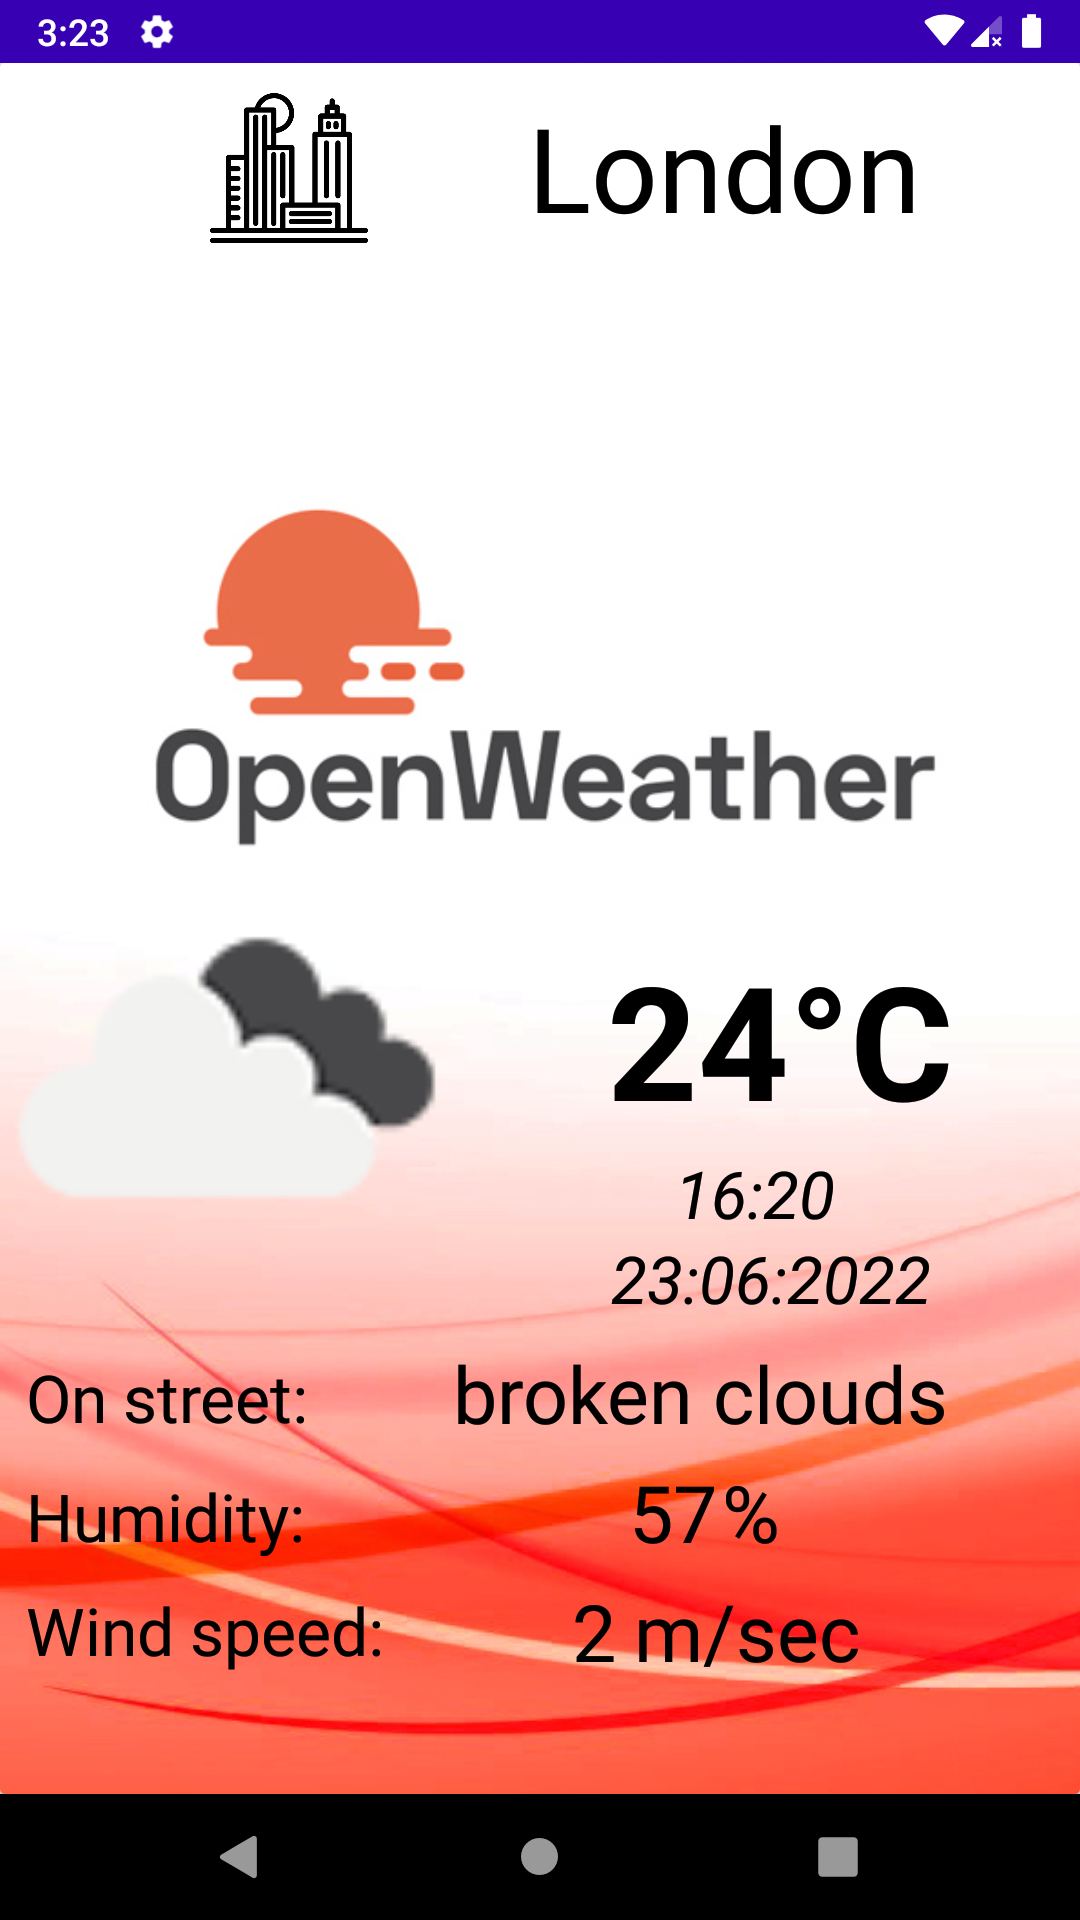 3:23
London
OpenWeather
24°C
16:20
23:06:2022
On street: broken clouds
Humidity: 57%
Wind speed: 2 m/sec